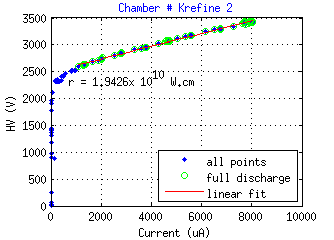 Chamber # Krefine 2
3500
3000
2500
2000
1500
1000
500
0
HV (V)
r = 1.9426x 10^10 W.cm
all points
full discharge
linear fit
0 2000 4000 6000 8000 10000
Current (uA)